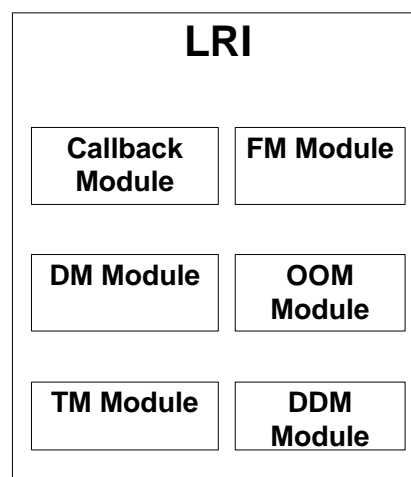 LRI
Callback
Module
FM Module
DM Module
OOM
Module
TM Module
DDM
Module